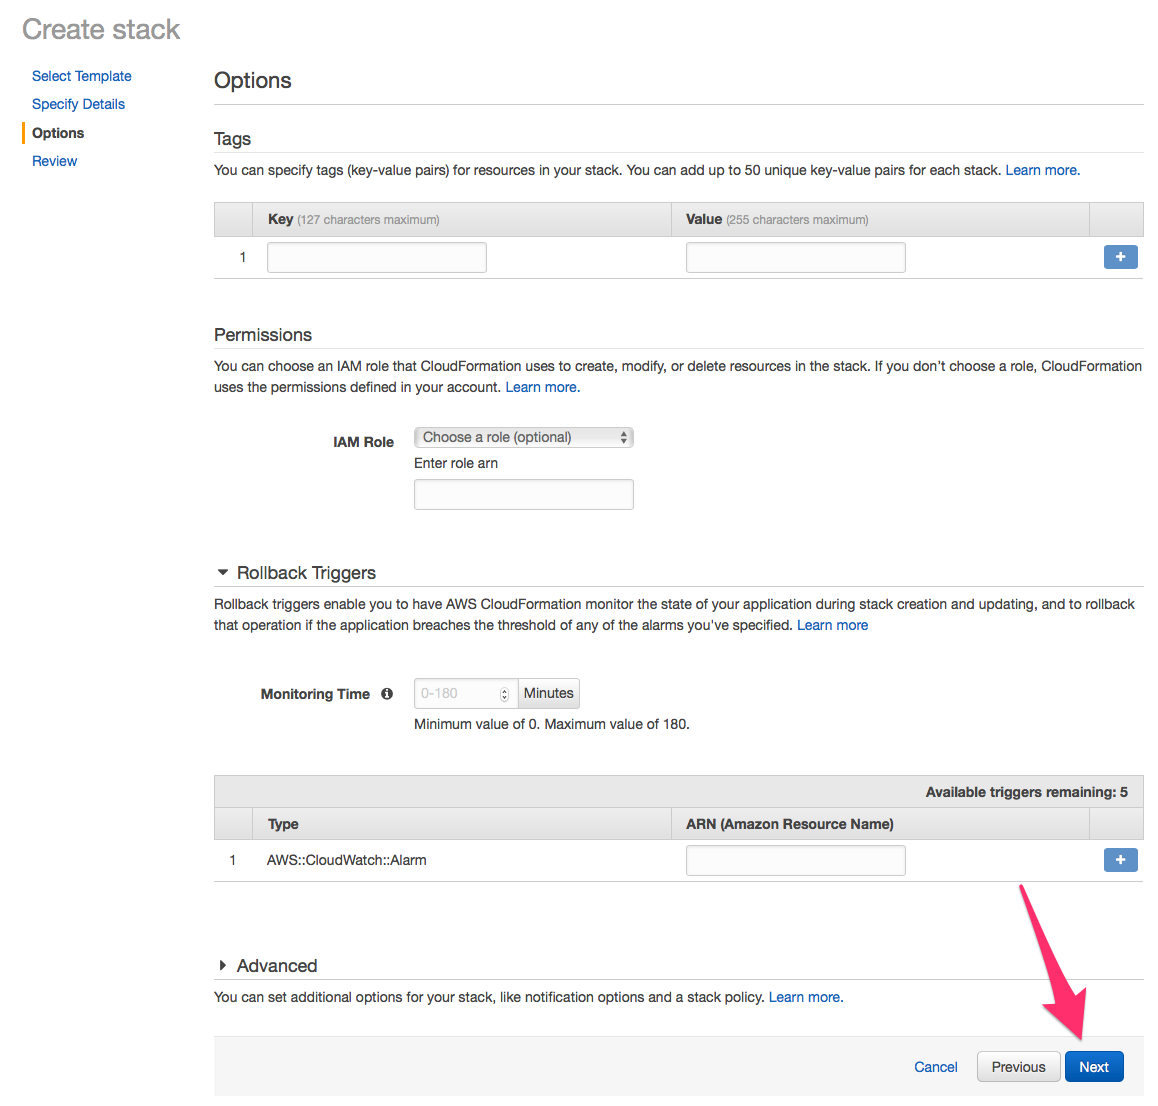 Create stack
Select Template
Specify Details
Options
Review
Options
Tags
You can specify tags (key-value pairs) for resources in your stack. You can add up to 50 unique key-value pairs for each stack. Learn more.
Key (127 characters maximum) Value (255 characters maximum)
1 +
Permissions
You can choose an IAM role that CloudFormation uses to create, modify, or delete resources in the stack. If you don't choose a role, CloudFormation
uses the permissions defined in your account. Learn more.
IAM Role Choose a role (optional)
Enter role arn
Rollback Triggers
Rollback triggers enable you to have AWS CloudFormation monitor the state of your application during stack creation and updating, and to rollback
that operation if the application breaches the threshold of any of the alarms you've specified. Learn more
Monitoring Time 0-180 Minutes
Minimum value of 0. Maximum value of 180.
Available triggers remaining: 5
Type ARN (Amazon Resource Name)
1 AWS::CloudWatch::Alarm +
Advanced
You can set additional options for your stack, like notification options and a stack policy. Learn more.
Cancel Previous Next